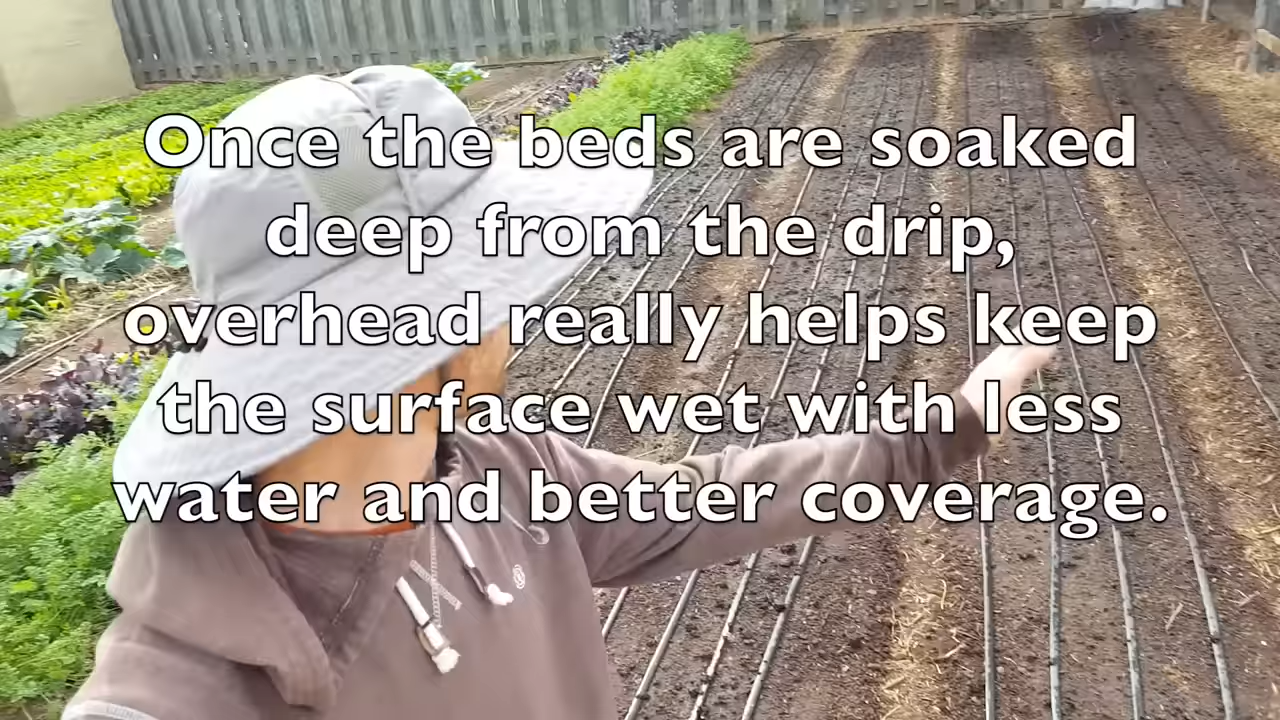 Once the beds are soaked
deep from the drip,
overhead really helps keep
the surface wet with less
water and better coverage.